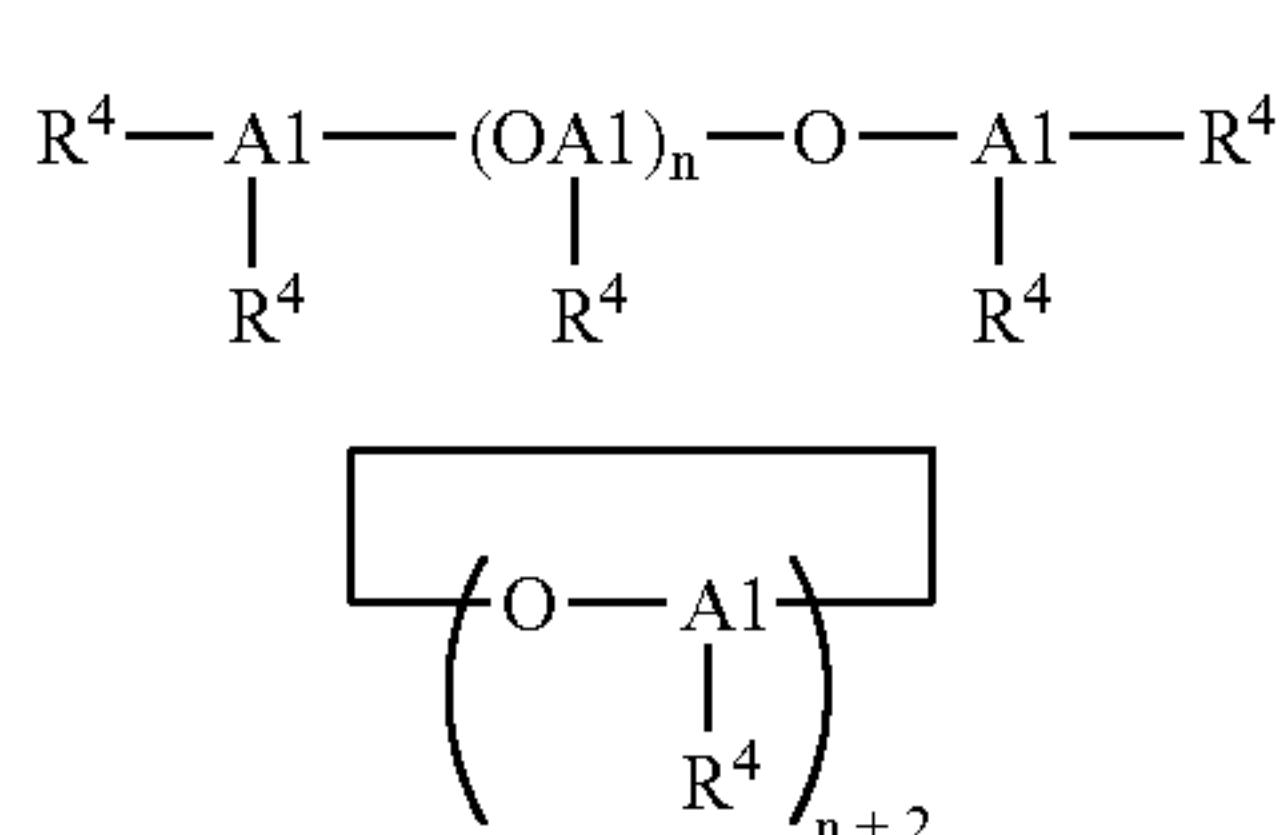 R⁴—A1—(OA1)ₙ—O—A1—R⁴
R⁴ R⁴ R⁴
(O—A1)
R⁴
n + 2